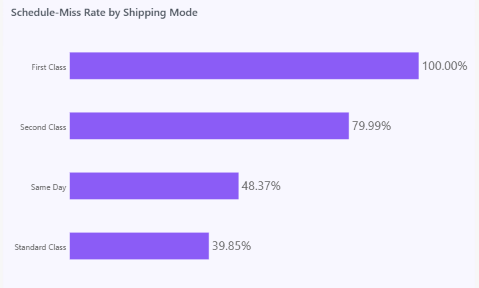 Schedule-Miss Rate by Shipping Mode
First Class 100.00%
Second Class 79.99%
Same Day 48.37%
Standard Class 39.85%